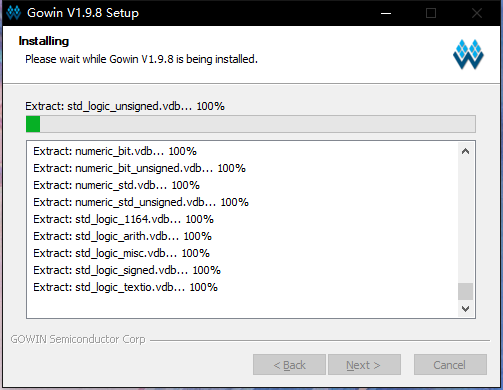 Gowin V1.9.8 Setup
Installing
Please wait while Gowin V1.9.8 is being installed.
Extract: std_logic_unsigned.vdb... 100%
Extract: numeric_bit.vdb... 100%
Extract: numeric_bit_unsigned.vdb... 100%
Extract: numeric_std.vdb... 100%
Extract: numeric_std_unsigned.vdb... 100%
Extract: std_logic_1164.vdb... 100%
Extract: std_logic_arith.vdb... 100%
Extract: std_logic_misc.vdb... 100%
Extract: std_logic_signed.vdb... 100%
Extract: std_logic_textio.vdb... 100%
GOWIN Semiconductor Corp
< Back Next > Cancel